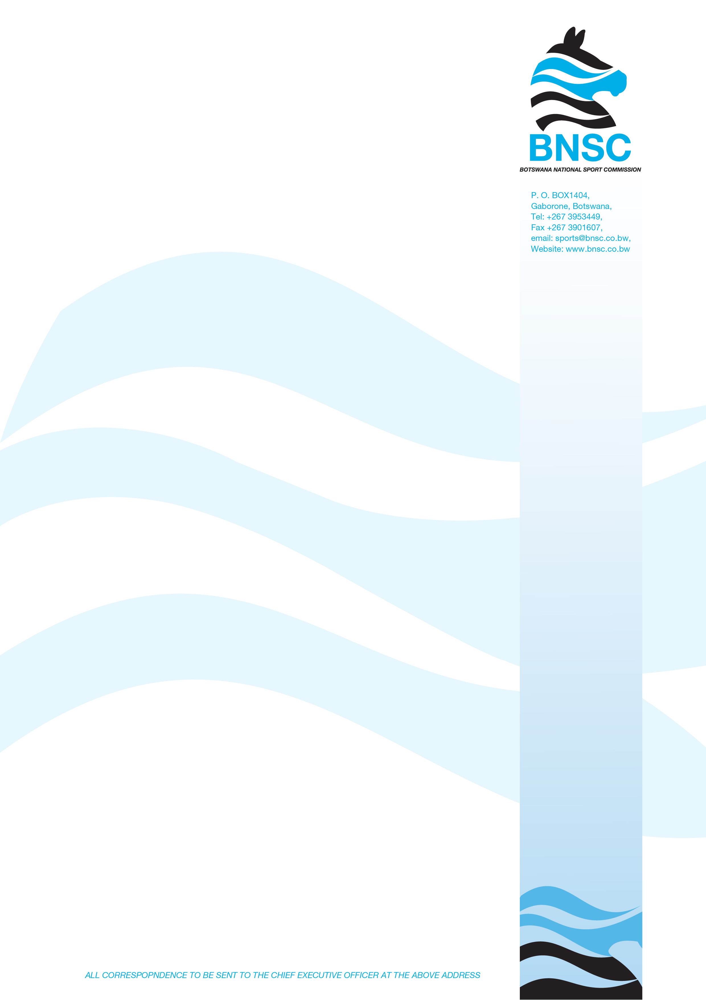 BNSC
BOTSWANA NATIONAL SPORT COMMISSION
P. O. BOX1404,
Gaborone, Botswana,
Tel: +267 3953449,
Fax +267 3901607,
email: sports@bnsc.co.bw,
Website: www.bnsc.co.bw
ALL CORRESPOPNDENCE TO BE SENT TO THE CHIEF EXECUTIVE OFFICER AT THE ABOVE ADDRESS